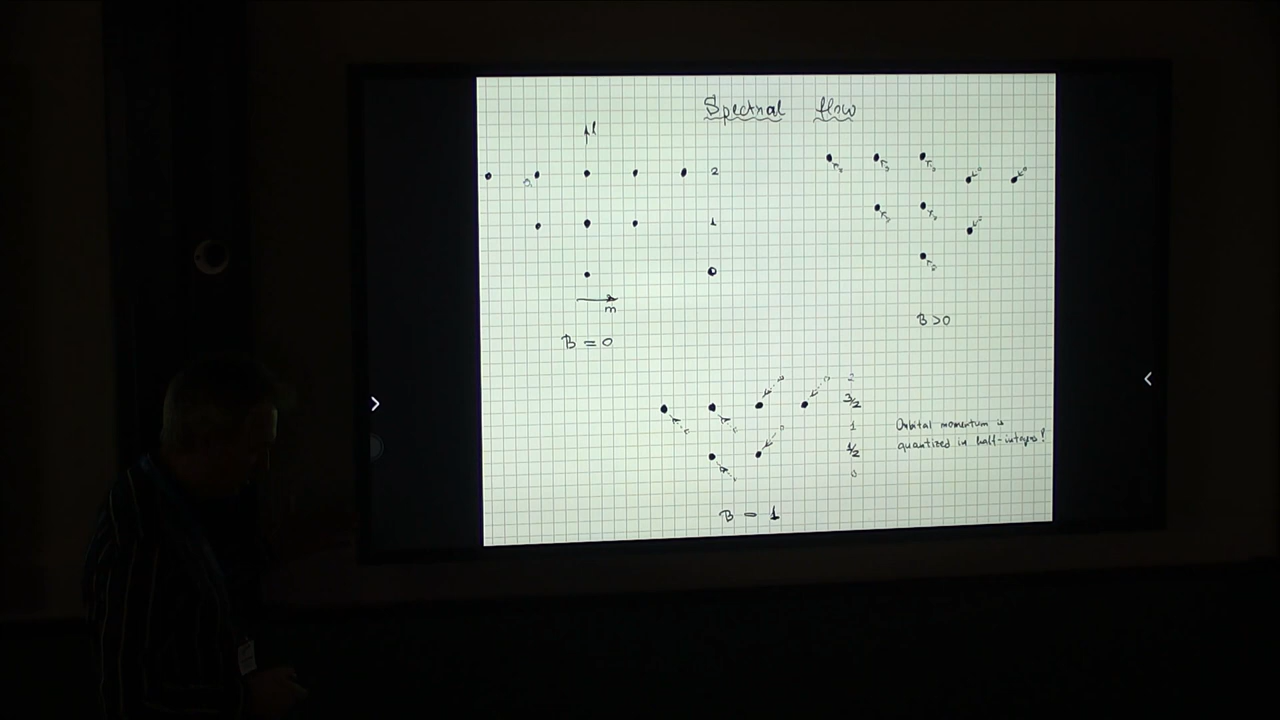 Spectral flow
l
2
1
0
m
B = 0
B > 0
2
3/2
1
1/2
0
Orbital momentum is
quantized in half-integers!
B = 1